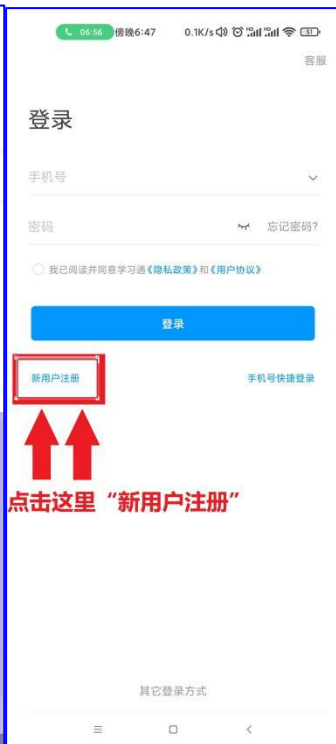 06:56 傍晚6:47 0.1K/s 51
客服
登录
手机号
密码 忘记密码?
我已阅读并同意学习通《隐私政策》和《用户协议》
登录
新用户注册 手机号快捷登录
点击这里“新用户注册”
其它登录方式